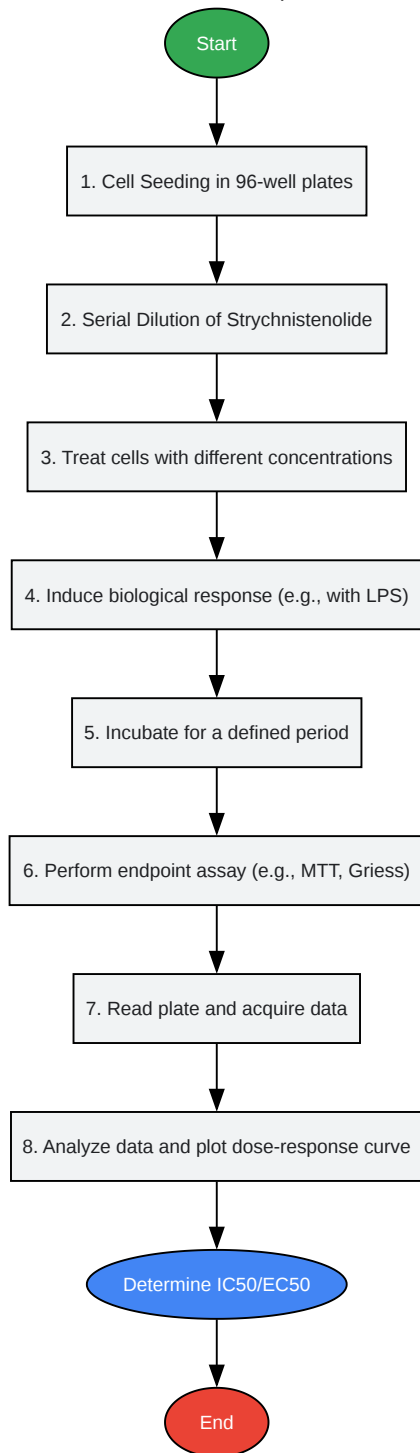 Start
1. Cell Seeding in 96-well plates
2. Serial Dilution of Strychnistenolide
3. Treat cells with different concentrations
4. Induce biological response (e.g., with LPS)
5. Incubate for a defined period
6. Perform endpoint assay (e.g., MTT, Griess)
7. Read plate and acquire data
8. Analyze data and plot dose-response curve
Determine IC50/EC50
End